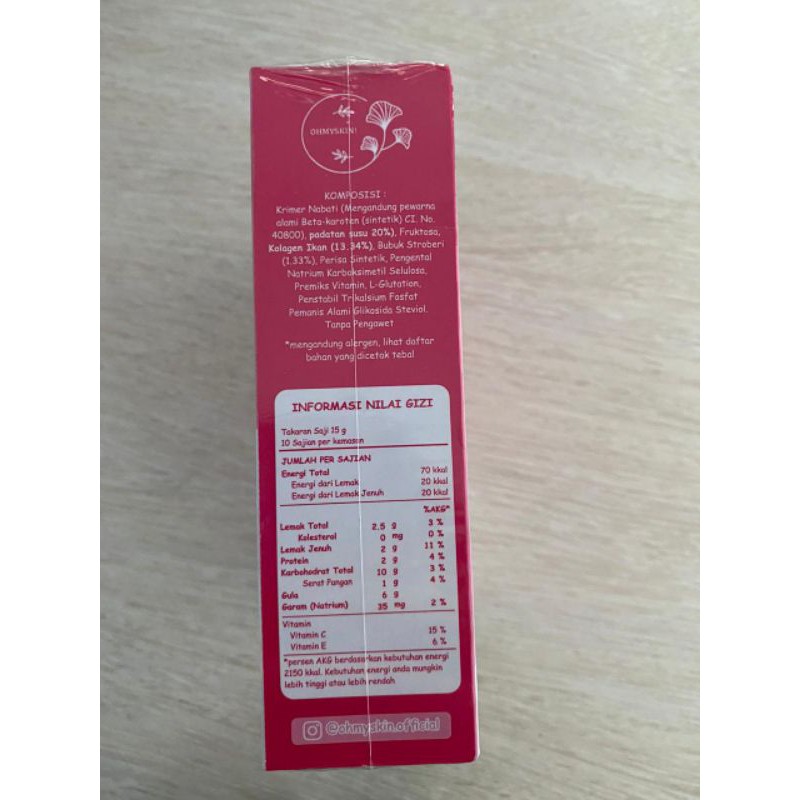 OHMYSKIN!
KOMPOSISI :
Krimer Nabati (Mengandung pewarna
alami Beta-karoten (sintetik) CI. No.
40800), padatan susu 20%), Fruktosa,
Kolagen Ikan (13.34%), Bubuk Stroberi
(1.33%), Perisa Sintetik, Pengental
Natrium Karboksimetil Selulosa,
Premiks Vitamin, L-Glutation,
Penstabil Trikalsium Fosfat
Pemanis Alami Glikosida Steviol.
Tanpa Pengawet
*mengandung alergen, lihat daftar
bahan yang dicetak tebal
INFORMASI NILAI GIZI
Takaran Saji 15 g
10 Sajian per kemasan
JUMLAH PER SAJIAN
Energi Total 70 kkal
Energi dari Lemak 20 kkal
Energi dari Lemak Jenuh 20 kkal
%AKG*
Lemak Total 2.5 g 3 %
Kolesterol 0 mg 0 %
Lemak Jenuh 2 g 11 %
Protein 2 g 4 %
Karbohodrat Total 10 g 3 %
Serat Pangan 1 g 4 %
Gula 6 g
Garam (Natrium) 35 mg 2 %
Vitamin
Vitamin C 15 %
Vitamin E 6 %
*persen AKG berdasarkan kebutuhan energi
2150 kkal. Kebutuhan energi anda mungkin
lebih tinggi atau lebih rendah
@ohmyskin.official